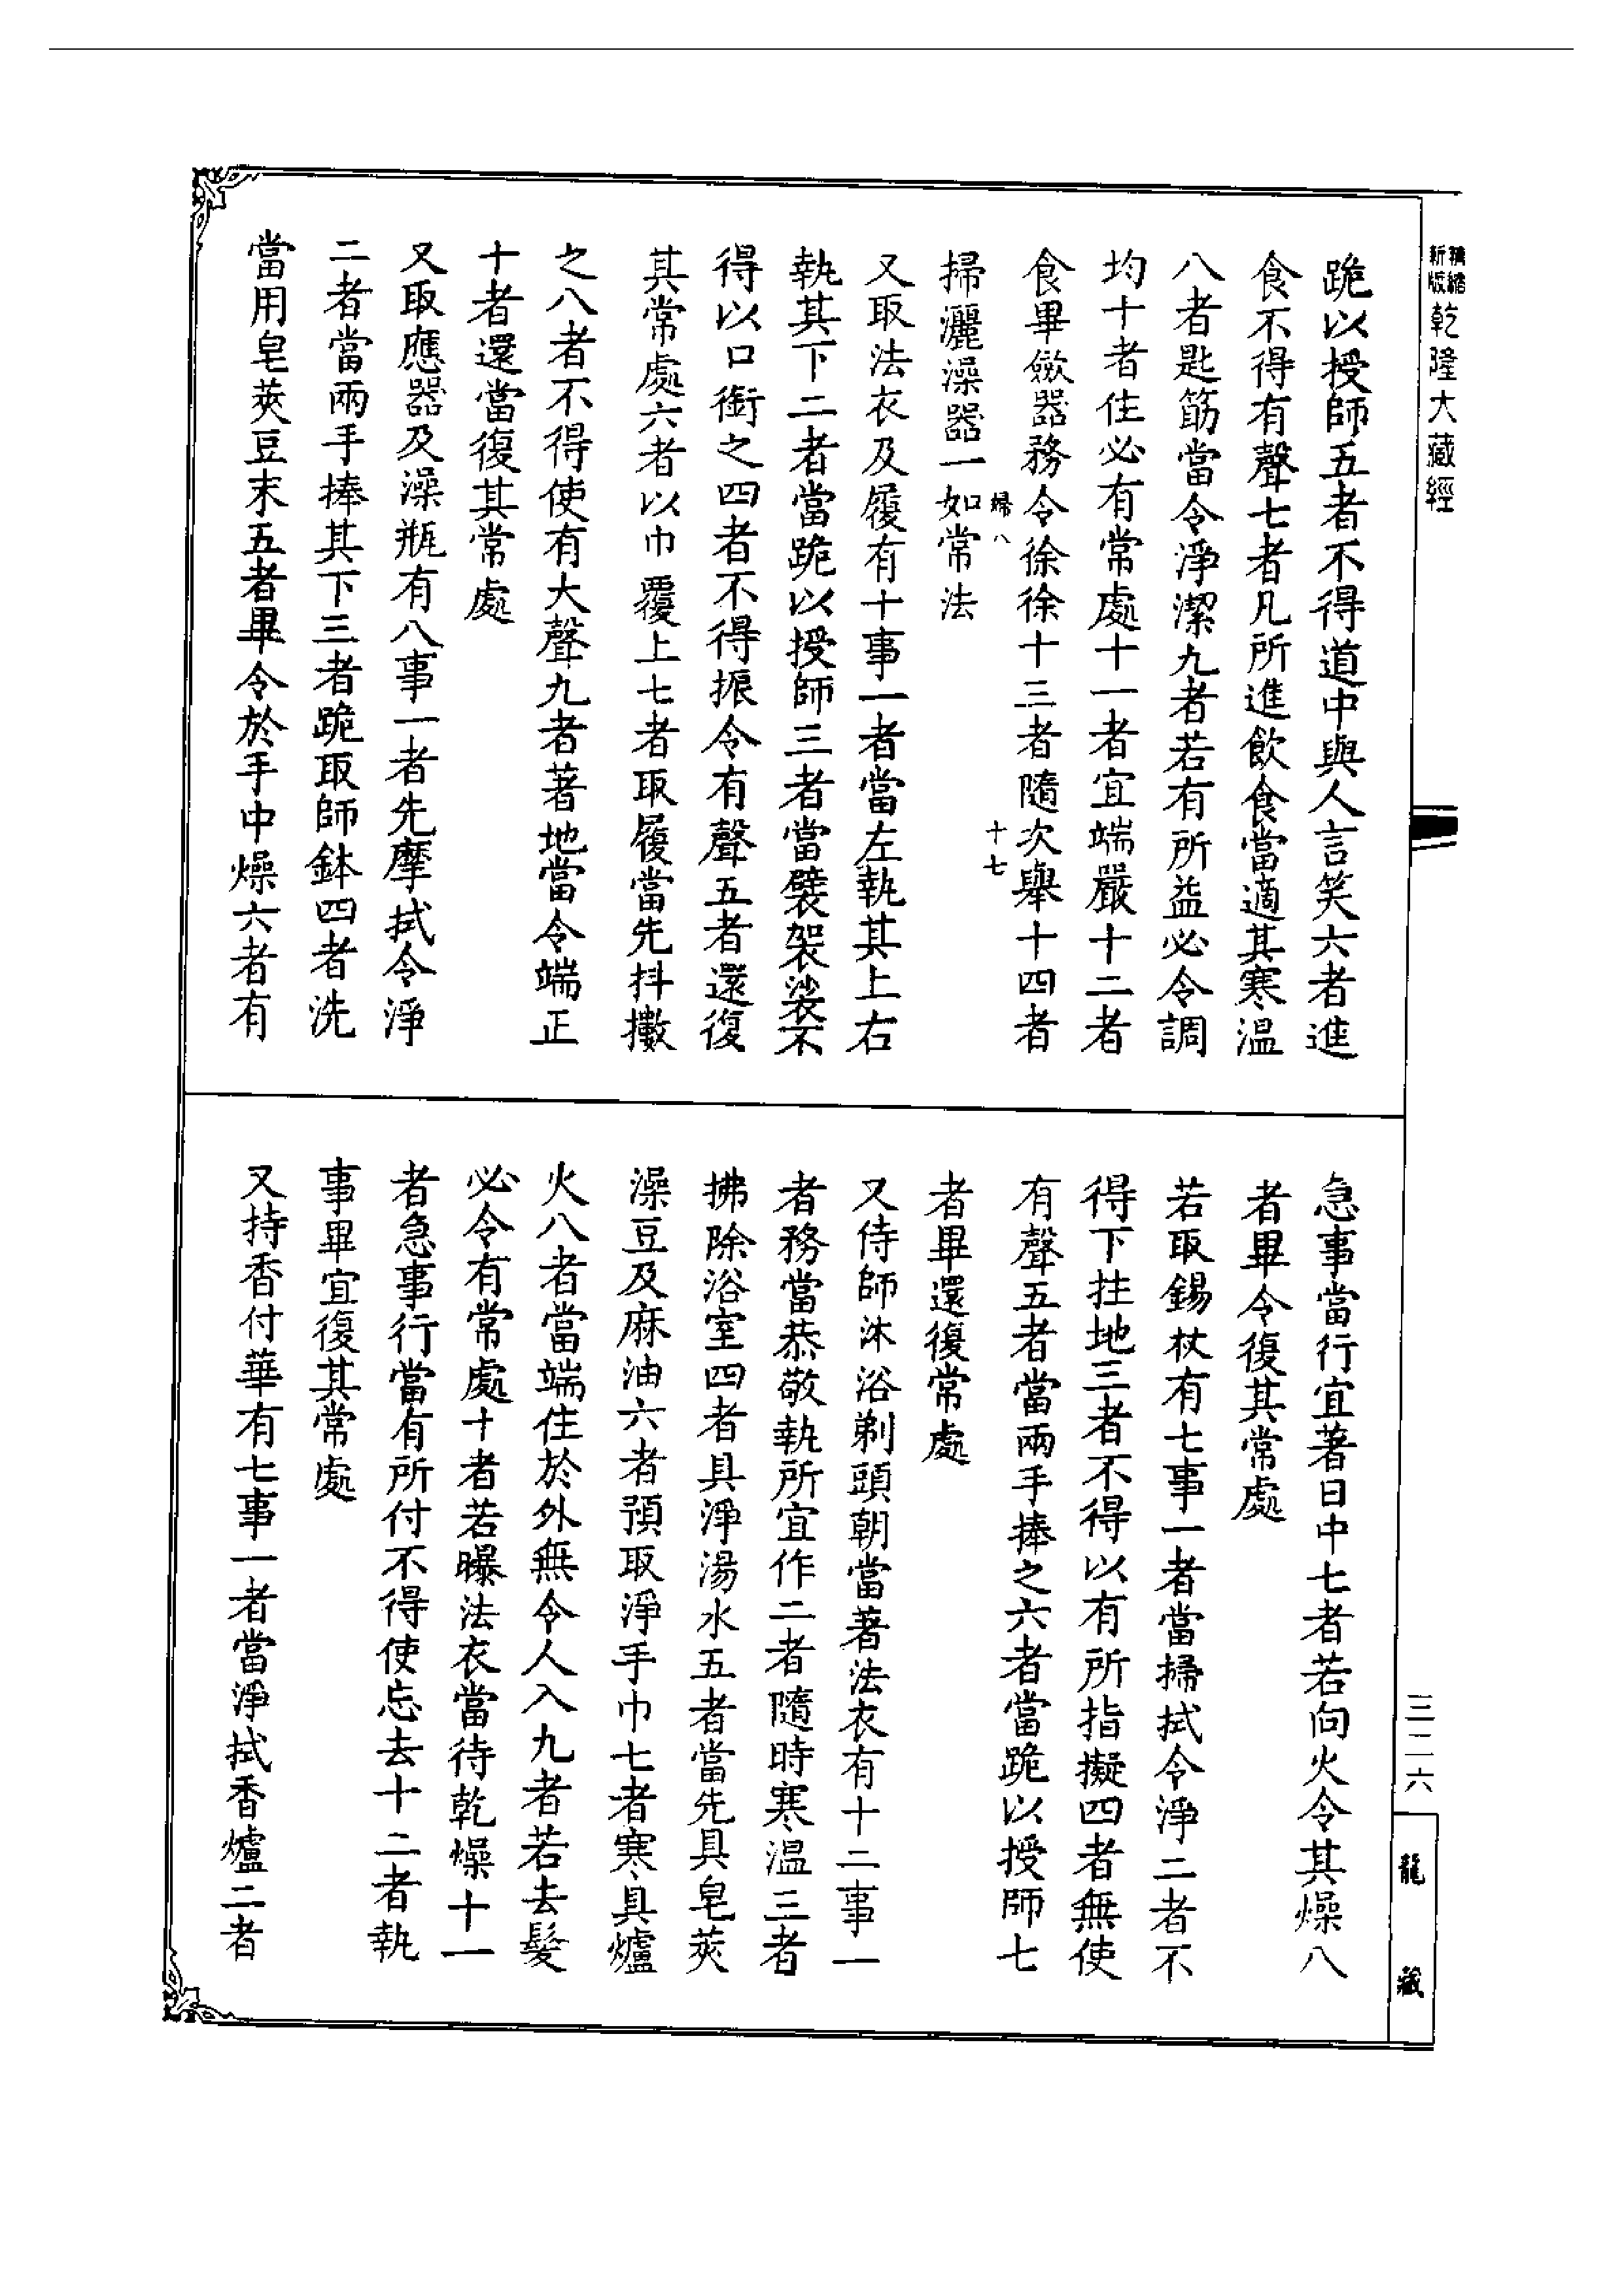 精縮
新版
乾隆大藏經
跪以授師五者不得道中與人言笑六者進
食不得有聲七者凡所進飲食當適其寒溫
八者匙筯當令淨潔九者若有所益必令調
均十者住必有常處十一者宜端嚴十二者
食畢斂器務令徐徐十三者隨次舉十四者
歸八
十七
掃灑澡器一如常法
又取法衣及履有十事一者當左執其上右
執其下二者當跪以授師三者當襞袈裟不
得以口銜之四者不得振令有聲五者還復
其常處六者以巾覆上七者取履當先抖擻
之八者不得使有大聲九者著地當令端正
十者還當復其常處
又取應器及澡瓶有八事一者先摩拭令淨
二者當兩手捧其下三者跪取師鉢四者洗
當用皂莢豆末五者畢令於手中燥六者有
急事當行宜著日中七者若向火令其燥八
者畢令復其常處
若取錫杖有七事一者當掃拭令淨二者不
得下拄地三者不得以有所指擬四者無使
有聲五者當兩手捧之六者當跪以授師七
者畢還復常處
又侍師沐浴剃頭朝當著法衣有十二事一
者務當恭敬執所宜作二者隨時寒溫三者
拂除浴室四者具淨湯水五者當先具皂莢
澡豆及麻油六者預取淨手巾七者寒具爐
火八者當端住於外無令人入九者若去髮
必令有常處十者若曝法衣當待乾燥十一
者急事行當有所付不得使忘去十二者執
事畢宜復其常處
又持香付華有七事一者當淨拭香爐二者
三二六
龍藏